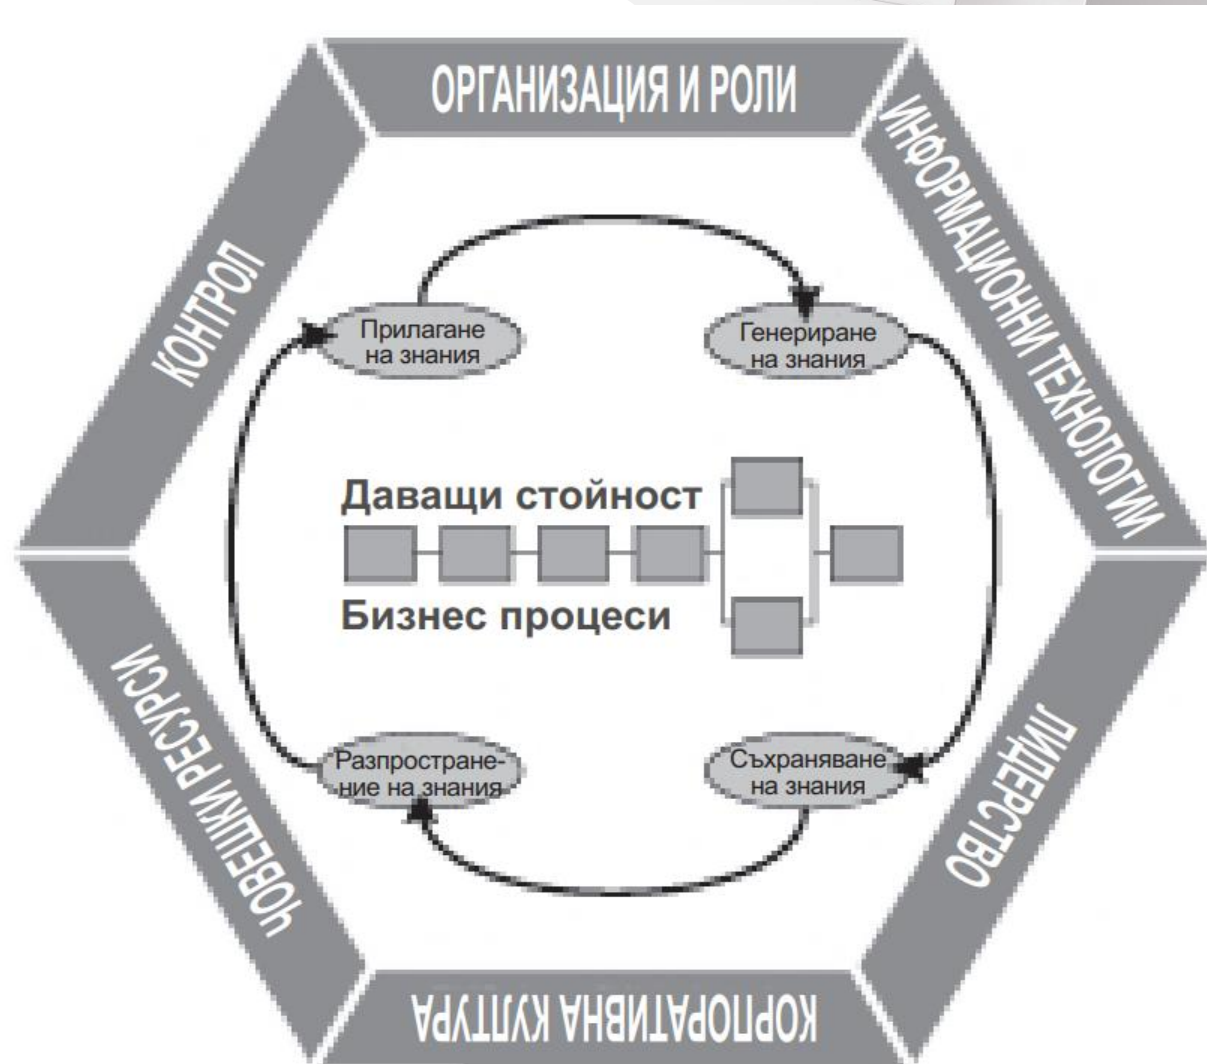 ОРГАНИЗАЦИЯ И РОЛИ
ИНФОРМАЦИОННИ ТЕХНОЛОГИИ
КОНТРОЛ
Прилагане
на знания
Генериране
на знания
Даващи стойност
Бизнес процеси
Разпростране-
ние на знания
Съхраняване
на знания
ЧОВЕШКИ РЕСУРСИ
ЛИДЕРСТВО
КОРПОРАТИВНА КУЛТУРА